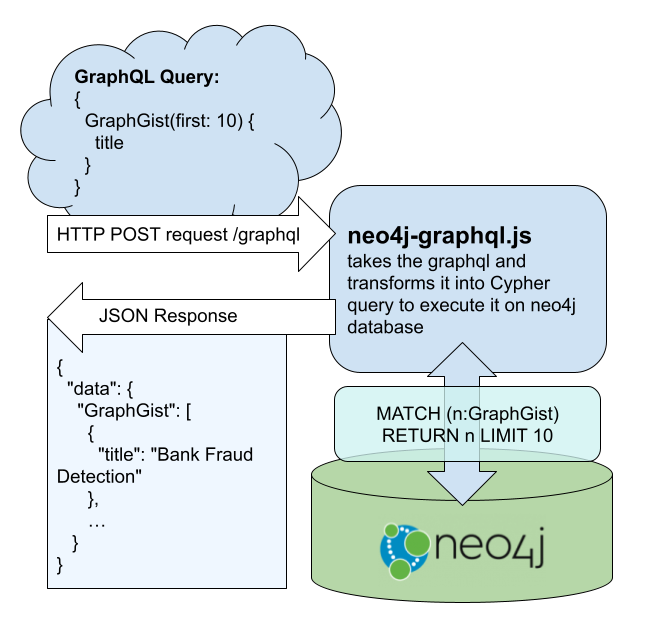 GraphQL Query:
{
GraphGist(first: 10) {
title
}
}
HTTP POST request /graphql
neo4j-graphql.js
takes the graphql and
transforms it into Cypher
query to execute it on neo4j
database
JSON Response
{
"data": {
"GraphGist": [
{
"title": "Bank Fraud
Detection"
},
…
}
}
MATCH (n:GraphGist)
RETURN n LIMIT 10
neo4j